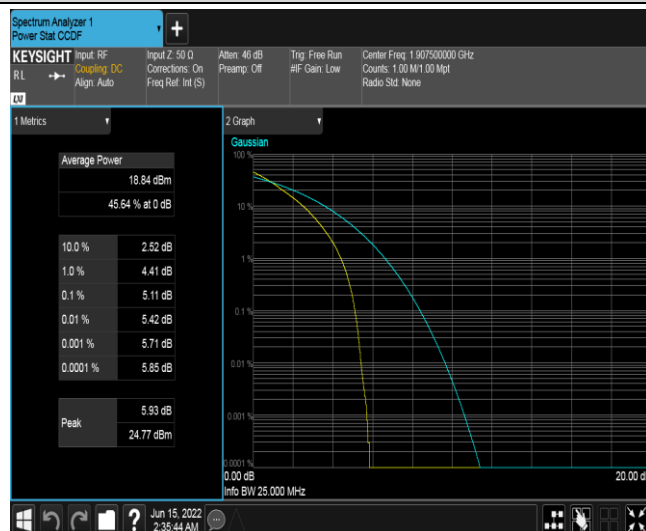 Spectrum Analyzer 1
Power Stat CCDF
+
KEYSIGHT
RL
LXI
Input: RF
Coupling: DC
Align: Auto
Input Z: 50 Ω
Corrections: On
Freq Ref: Int (S)
Atten: 46 dB
Preamp: Off
Trig: Free Run
#IF Gain: Low
Center Freq: 1.907500000 GHz
Counts: 1.00 M/1.00 Mpt
Radio Std: None
1 Metrics
Average Power
18.84 dBm
45.64 % at 0 dB
10.0 % 2.52 dB
1.0 % 4.41 dB
0.1 % 5.11 dB
0.01 % 5.42 dB
0.001 % 5.71 dB
0.0001 % 5.85 dB
Peak
5.93 dB
24.77 dBm
2 Graph
Gaussian
100 %
10 %
1 %
0.1 %
0.01 %
0.001 %
0.0001 %
0.00 dB
20.00 d
Info BW 25.000 MHz
?
Jun 15, 2022
2:35:44 AM